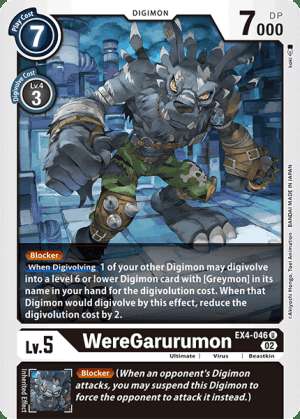 DIGIMON
Play Cost
7
7000
DP
Digivolve Cost
Lv.4
3
Blocker
When Digivolving 1 of your other Digimon may digivolve
into a level 6 or lower Digimon card with [Greymon] in
its name in your hand for the digivolution cost. When that
Digimon would digivolve by this effect, reduce the
digivolution cost by 2.
EX4-046 R
Lv.5
WereGarurumon
02
Ultimate
Virus
Beastkin
Inherited Effect
Blocker (When an opponent's Digimon
attacks, you may suspend this Digimon to
force the opponent to attack it instead.)
©Akiyoshi Hongo, Toei Animation
BANDAI MADE IN JAPAN